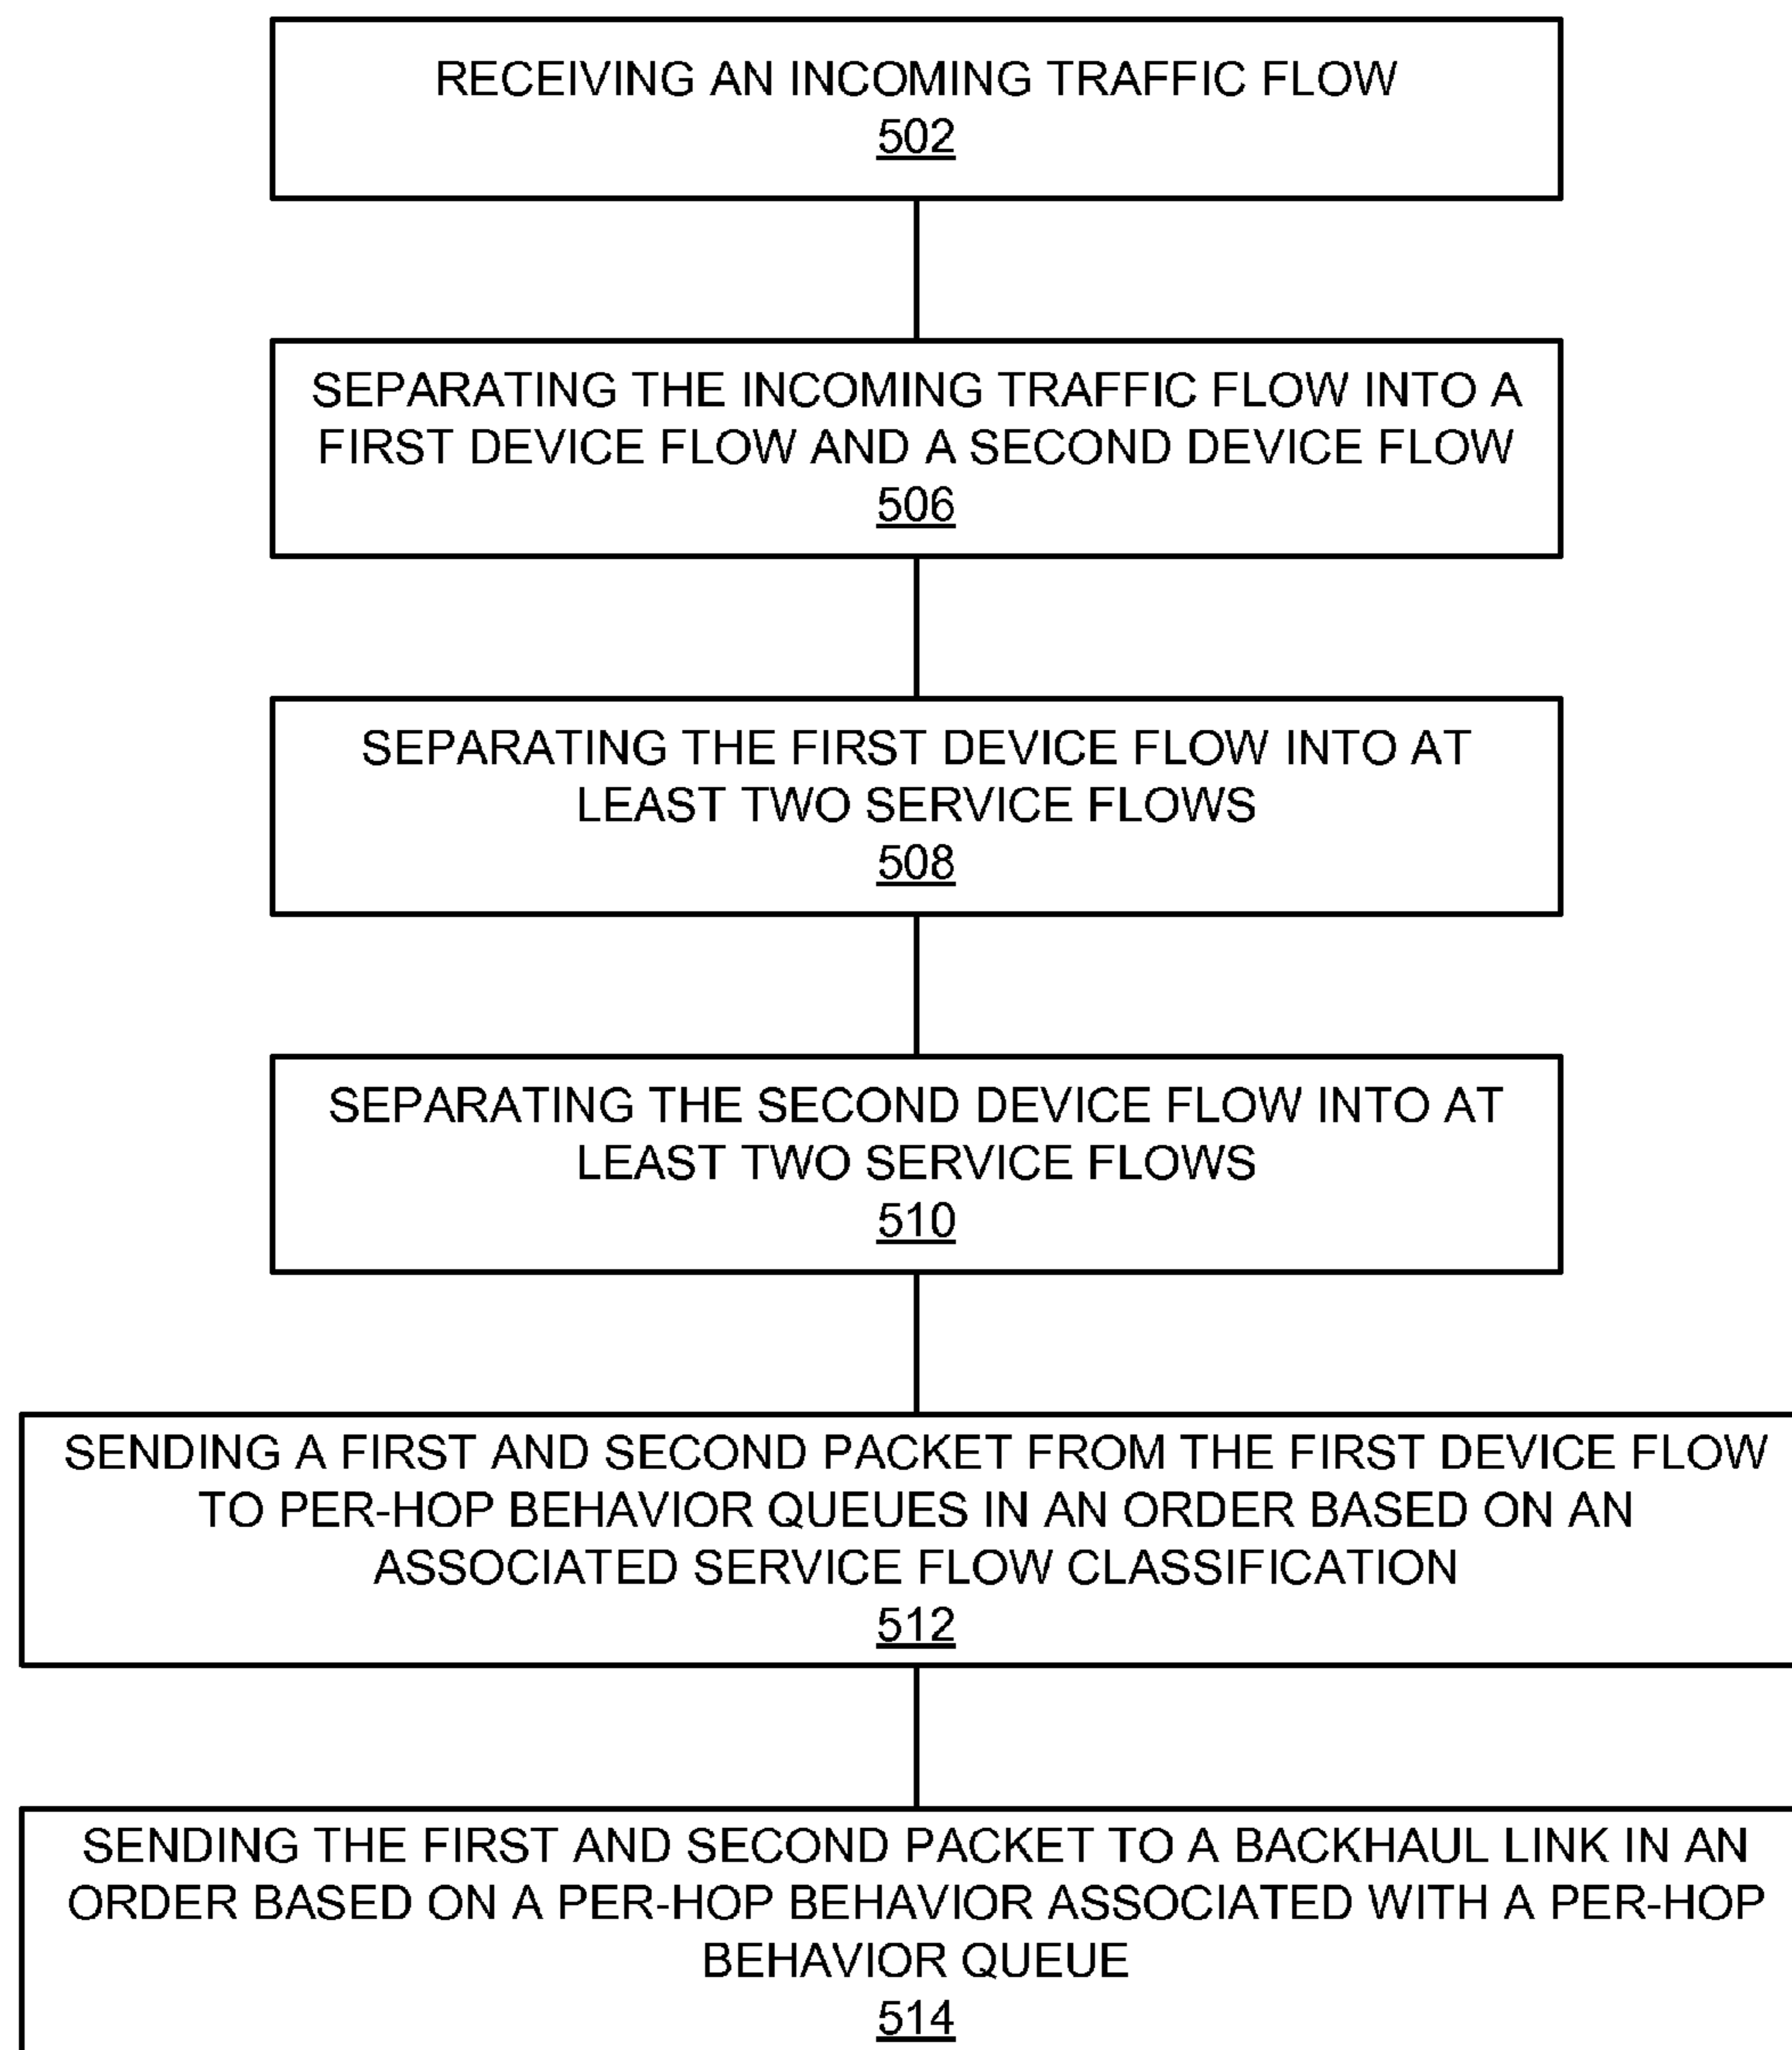 RECEIVING AN INCOMING TRAFFIC FLOW
502
SEPARATING THE INCOMING TRAFFIC FLOW INTO A
FIRST DEVICE FLOW AND A SECOND DEVICE FLOW
506
SEPARATING THE FIRST DEVICE FLOW INTO AT
LEAST TWO SERVICE FLOWS
508
SEPARATING THE SECOND DEVICE FLOW INTO AT
LEAST TWO SERVICE FLOWS
510
SENDING A FIRST AND SECOND PACKET FROM THE FIRST DEVICE FLOW
TO PER-HOP BEHAVIOR QUEUES IN AN ORDER BASED ON AN
ASSOCIATED SERVICE FLOW CLASSIFICATION
512
SENDING THE FIRST AND SECOND PACKET TO A BACKHAUL LINK IN AN
ORDER BASED ON A PER-HOP BEHAVIOR ASSOCIATED WITH A PER-HOP
BEHAVIOR QUEUE
514